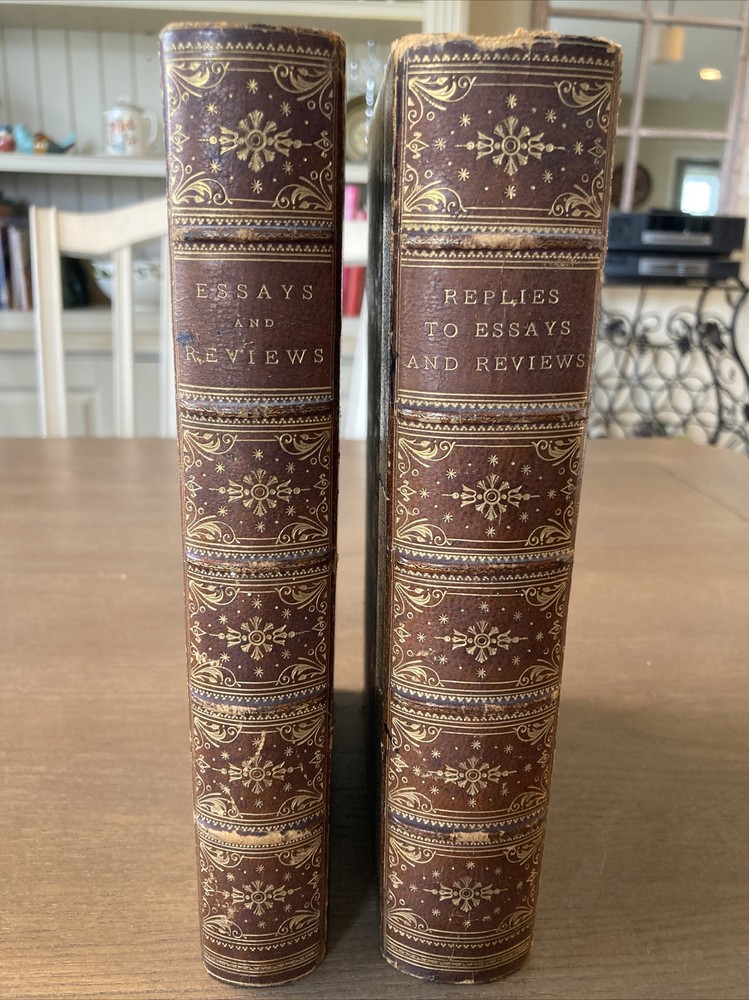 ESSAYS
AND
REVIEWS
REPLIES
TO ESSAYS
AND REVIEWS